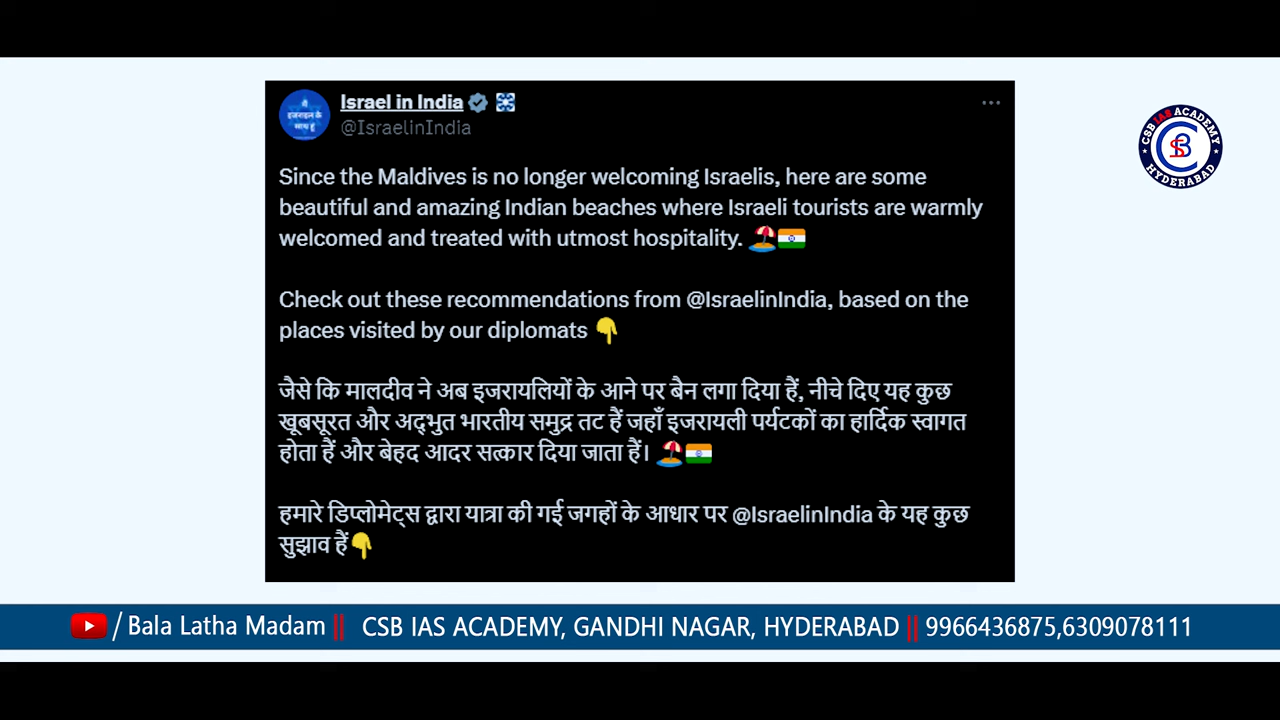 Israel in India
@IsraelinIndia
Since the Maldives is no longer welcoming Israelis, here are some
beautiful and amazing Indian beaches where Israeli tourists are warmly
welcomed and treated with utmost hospitality. 🏖️🇮🇳
Check out these recommendations from @IsraelinIndia, based on the
places visited by our diplomats 👇
जैसे कि मालदीव ने अब इजरायलियों के आने पर बैन लगा दिया हैं, नीचे दिए यह कुछ
खूबसूरत और अद्भुत भारतीय समुद्र तट हैं जहाँ इजरायली पर्यटकों का हार्दिक स्वागत
होता हैं और बेहद आदर सत्कार दिया जाता हैं। 🏖️🇮🇳
हमारे डिप्लोमेट्स द्वारा यात्रा की गई जगहों के आधार पर @IsraelinIndia के यह कुछ
सुझाव हैं👇
मैं
इजराइल के
साथ हूं
CSB IAS ACADEMY
CSB
HYDERABAD
/ Bala Latha Madam || CSB IAS ACADEMY, GANDHI NAGAR, HYDERABAD || 9966436875,6309078111